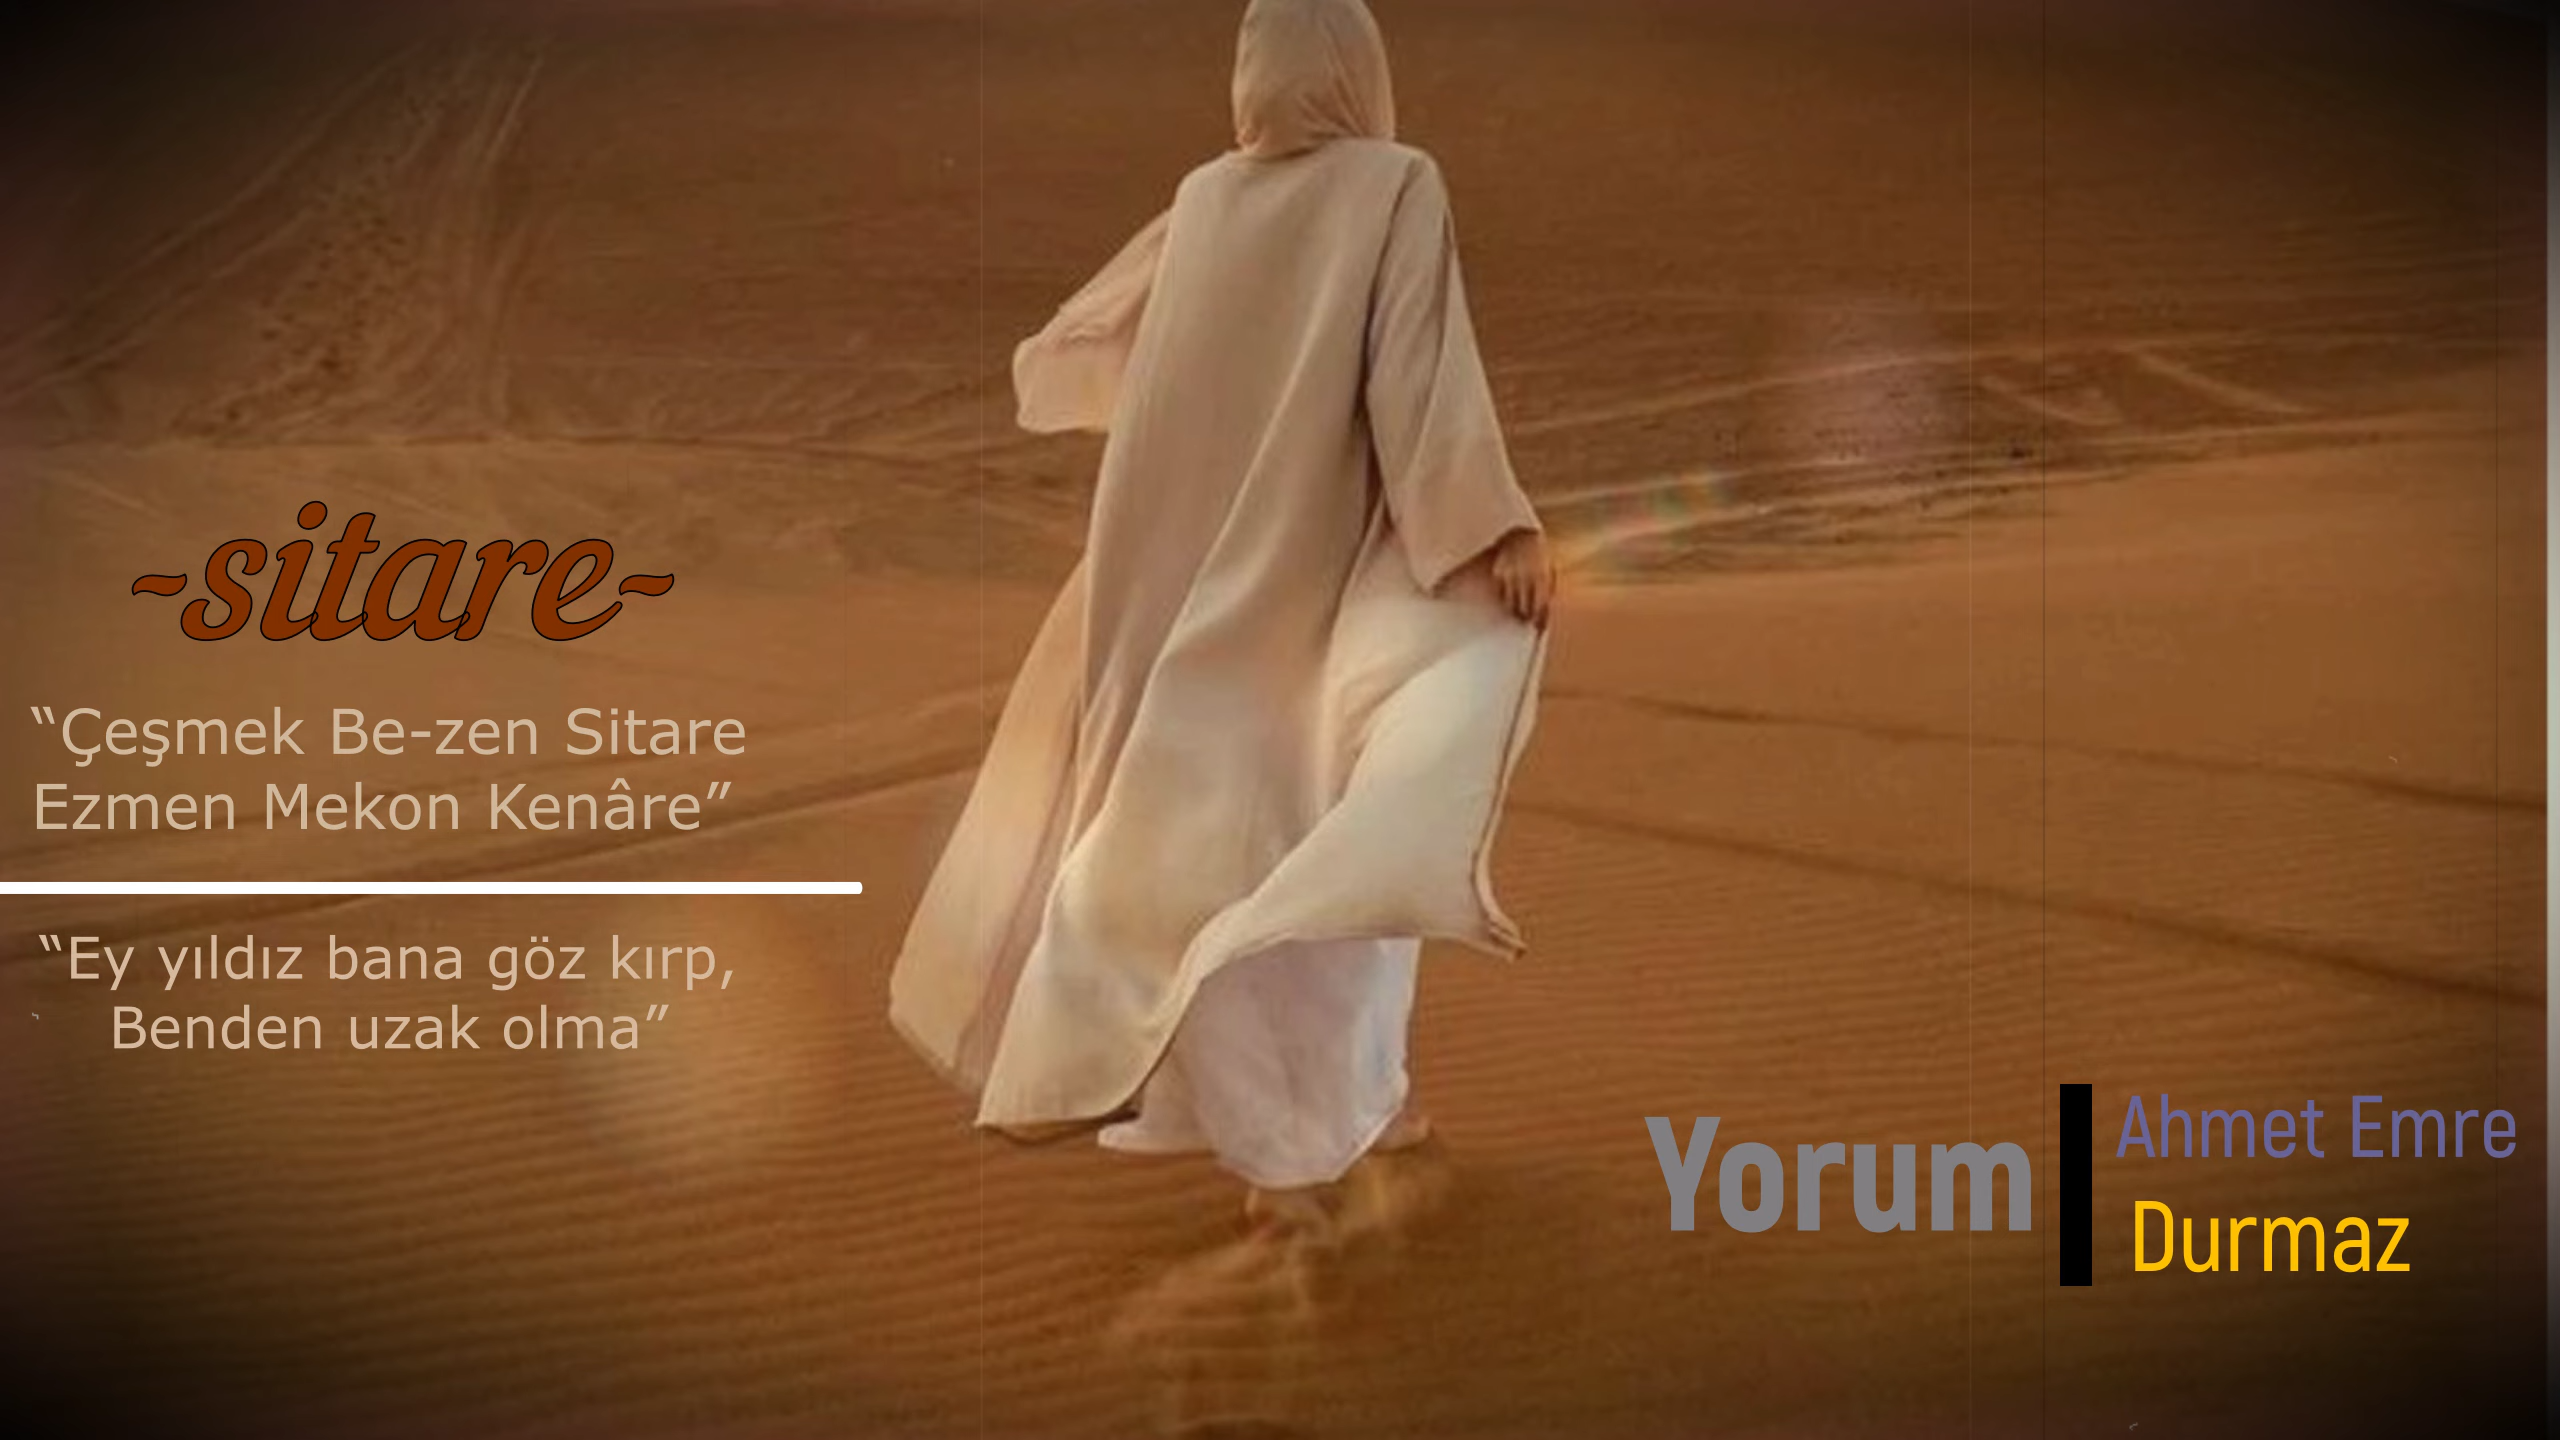 ~sitare~
“Çeşmek Be-zen Sitare
Ezmen Mekon Kenâre”
“Ey yıldız bana göz kırp,
Benden uzak olma”
Yorum
Ahmet Emre
Durmaz